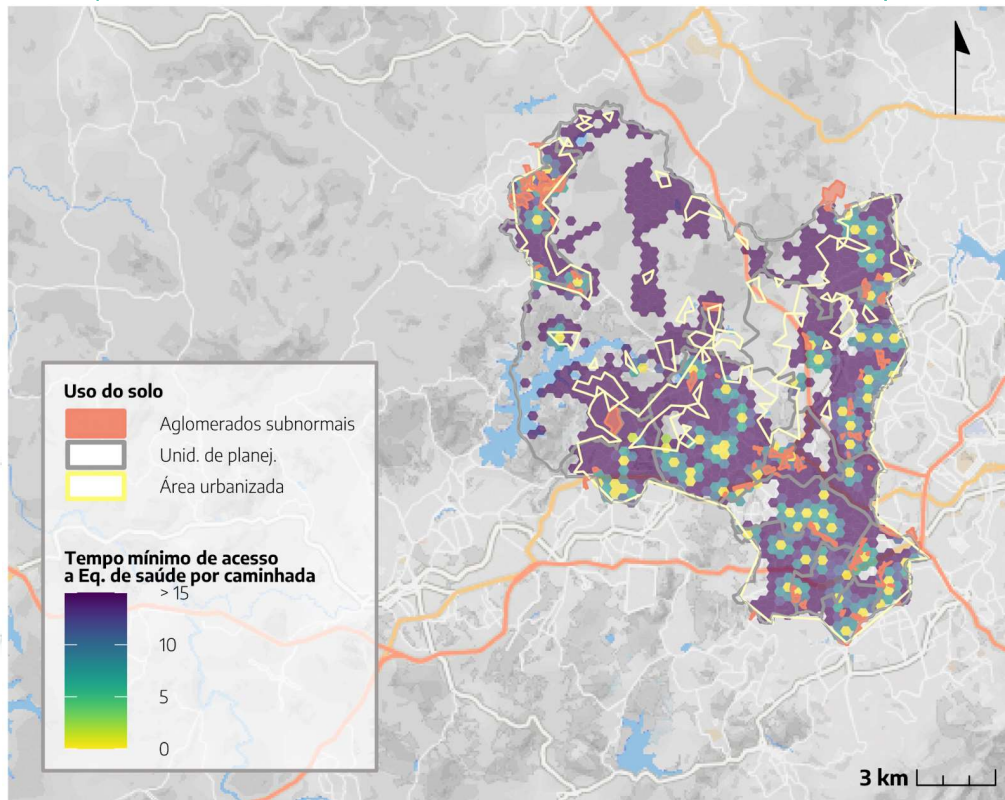 Uso do solo
Aglomerados subnormais
Unid. de planej.
Área urbanizada
Tempo mínimo de acesso
a Eq. de saúde por caminhada
> 15
10
5
0
3 km